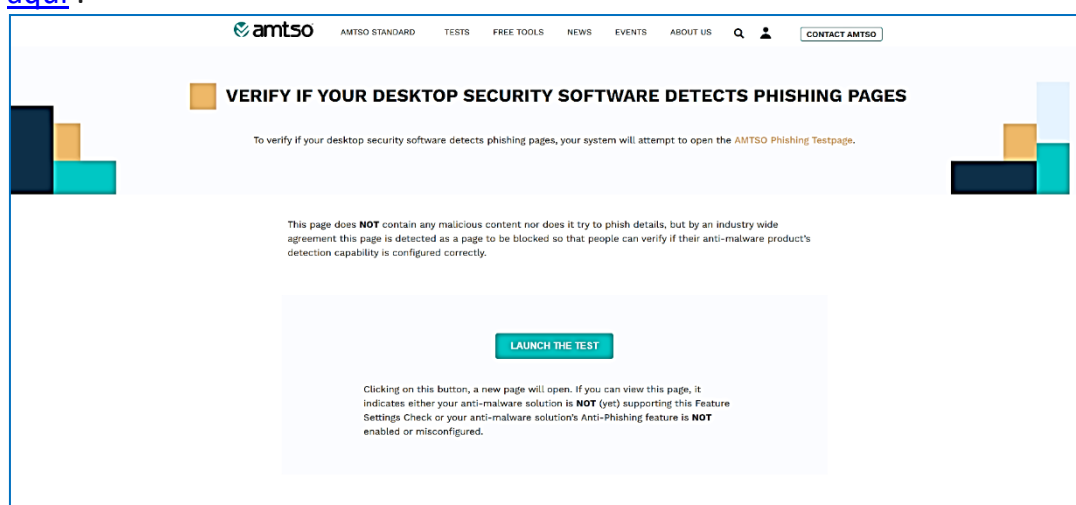 aquí .
amtso AMTSO STANDARD TESTS FREE TOOLS NEWS EVENTS ABOUT US CONTACT AMTSO
VERIFY IF YOUR DESKTOP SECURITY SOFTWARE DETECTS PHISHING PAGES
To verify if your desktop security software detects phishing pages, your system will attempt to open the AMTSO Phishing Testpage.
This page does NOT contain any malicious content nor does it try to phish details, but by an industry wide
agreement this page is detected as a page to be blocked so that people can verify if their anti-malware product's
detection capability is configured correctly.
LAUNCH THE TEST
Clicking on this button, a new page will open. If you can view this page, it
indicates either your anti-malware solution is NOT (yet) supporting this Feature
Settings Check or your anti-malware solution's Anti-Phishing feature is NOT
enabled or misconfigured.